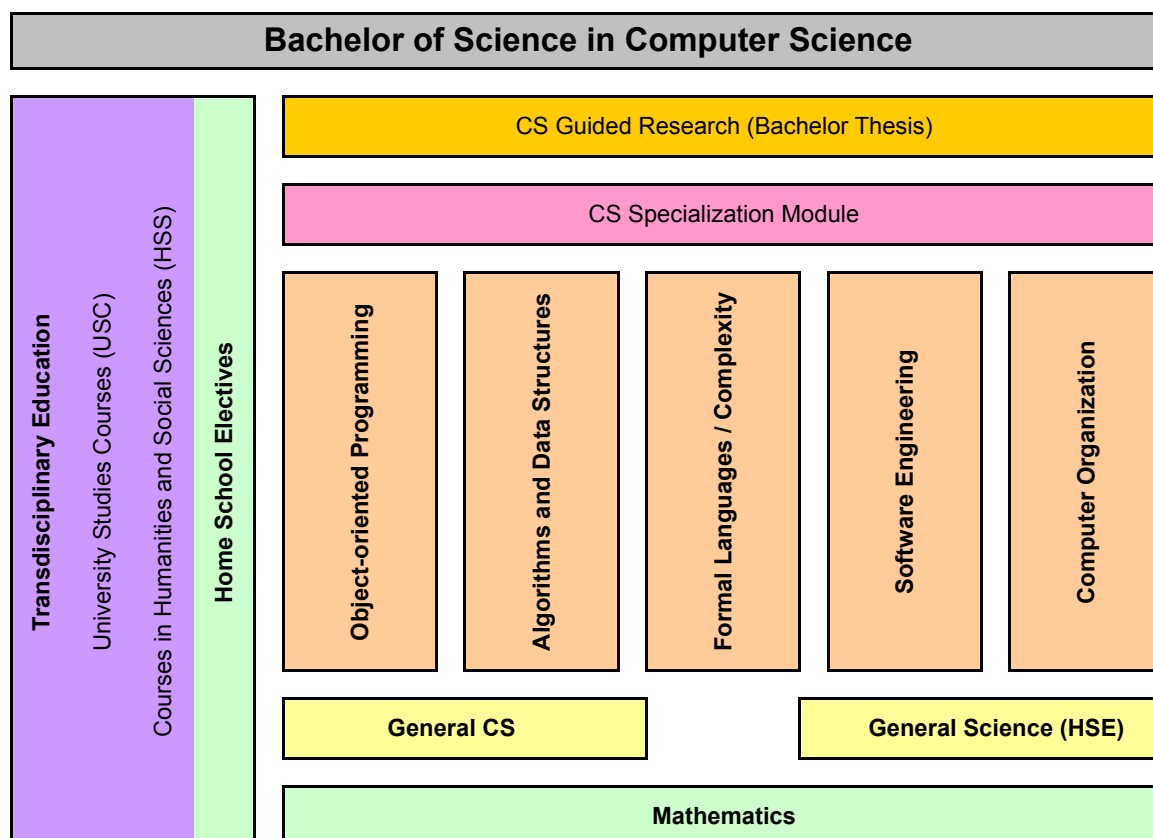 Bachelor of Science in Computer Science
Transdisciplinary Education
University Studies Courses (USC)
Courses in Humanities and Social Sciences (HSS)
Home School Electives
CS Guided Research (Bachelor Thesis)
CS Specialization Module
Object-oriented Programming
Algorithms and Data Structures
Formal Languages / Complexity
Software Engineering
Computer Organization
General CS
General Science (HSE)
Mathematics